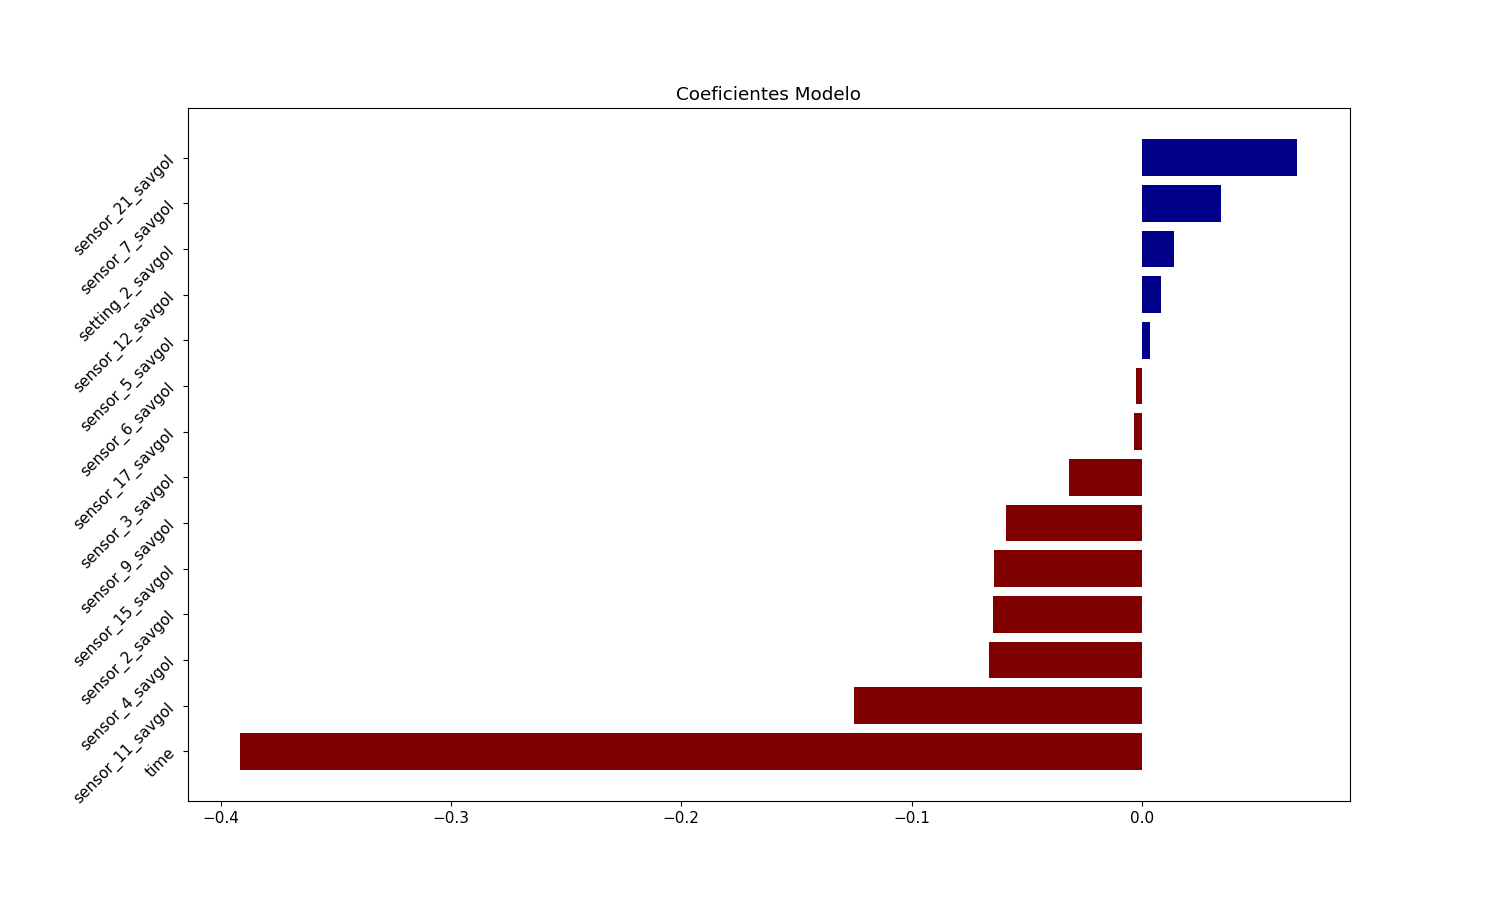 Coeficientes Modelo
sensor_21_savgol
sensor_7_savgol
setting_2_savgol
sensor_12_savgol
sensor_5_savgol
sensor_6_savgol
sensor_17_savgol
sensor_3_savgol
sensor_9_savgol
sensor_15_savgol
sensor_2_savgol
sensor_4_savgol
sensor_11_savgol
time
−0.4 −0.3 −0.2 −0.1 0.0